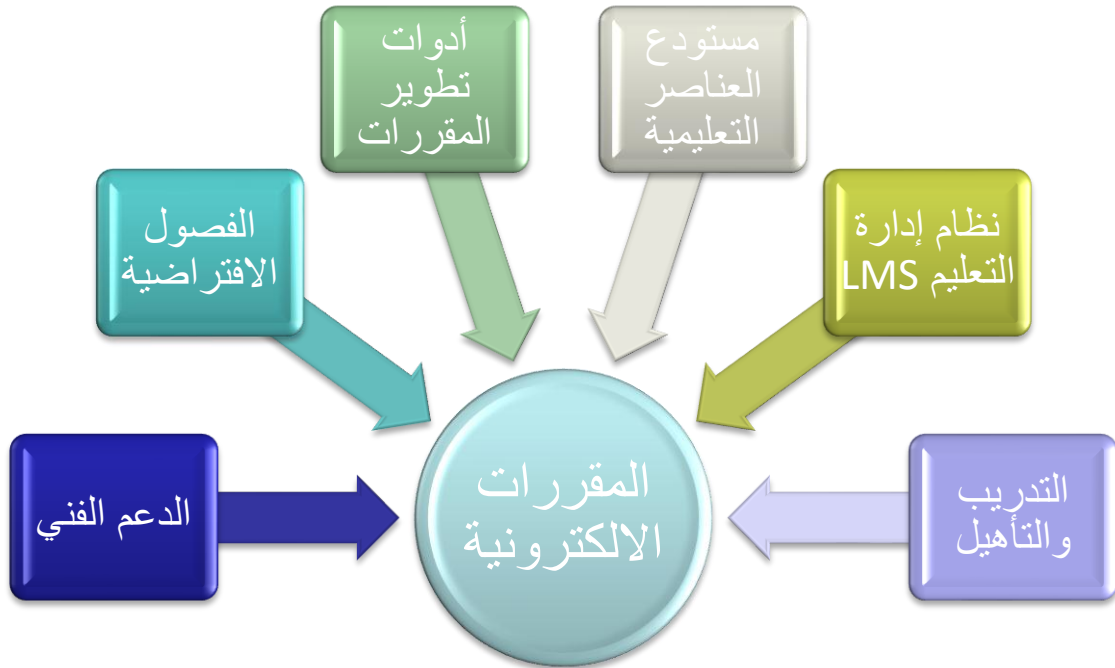 مستودع
العناصر
التعليمية
أدوات
تطوير
المقررات
نظام إدارة
التعليم LMS
الفصول
الافتراضية
التدريب
والتأهيل
الدعم الفني
المقررات
الالكترونية